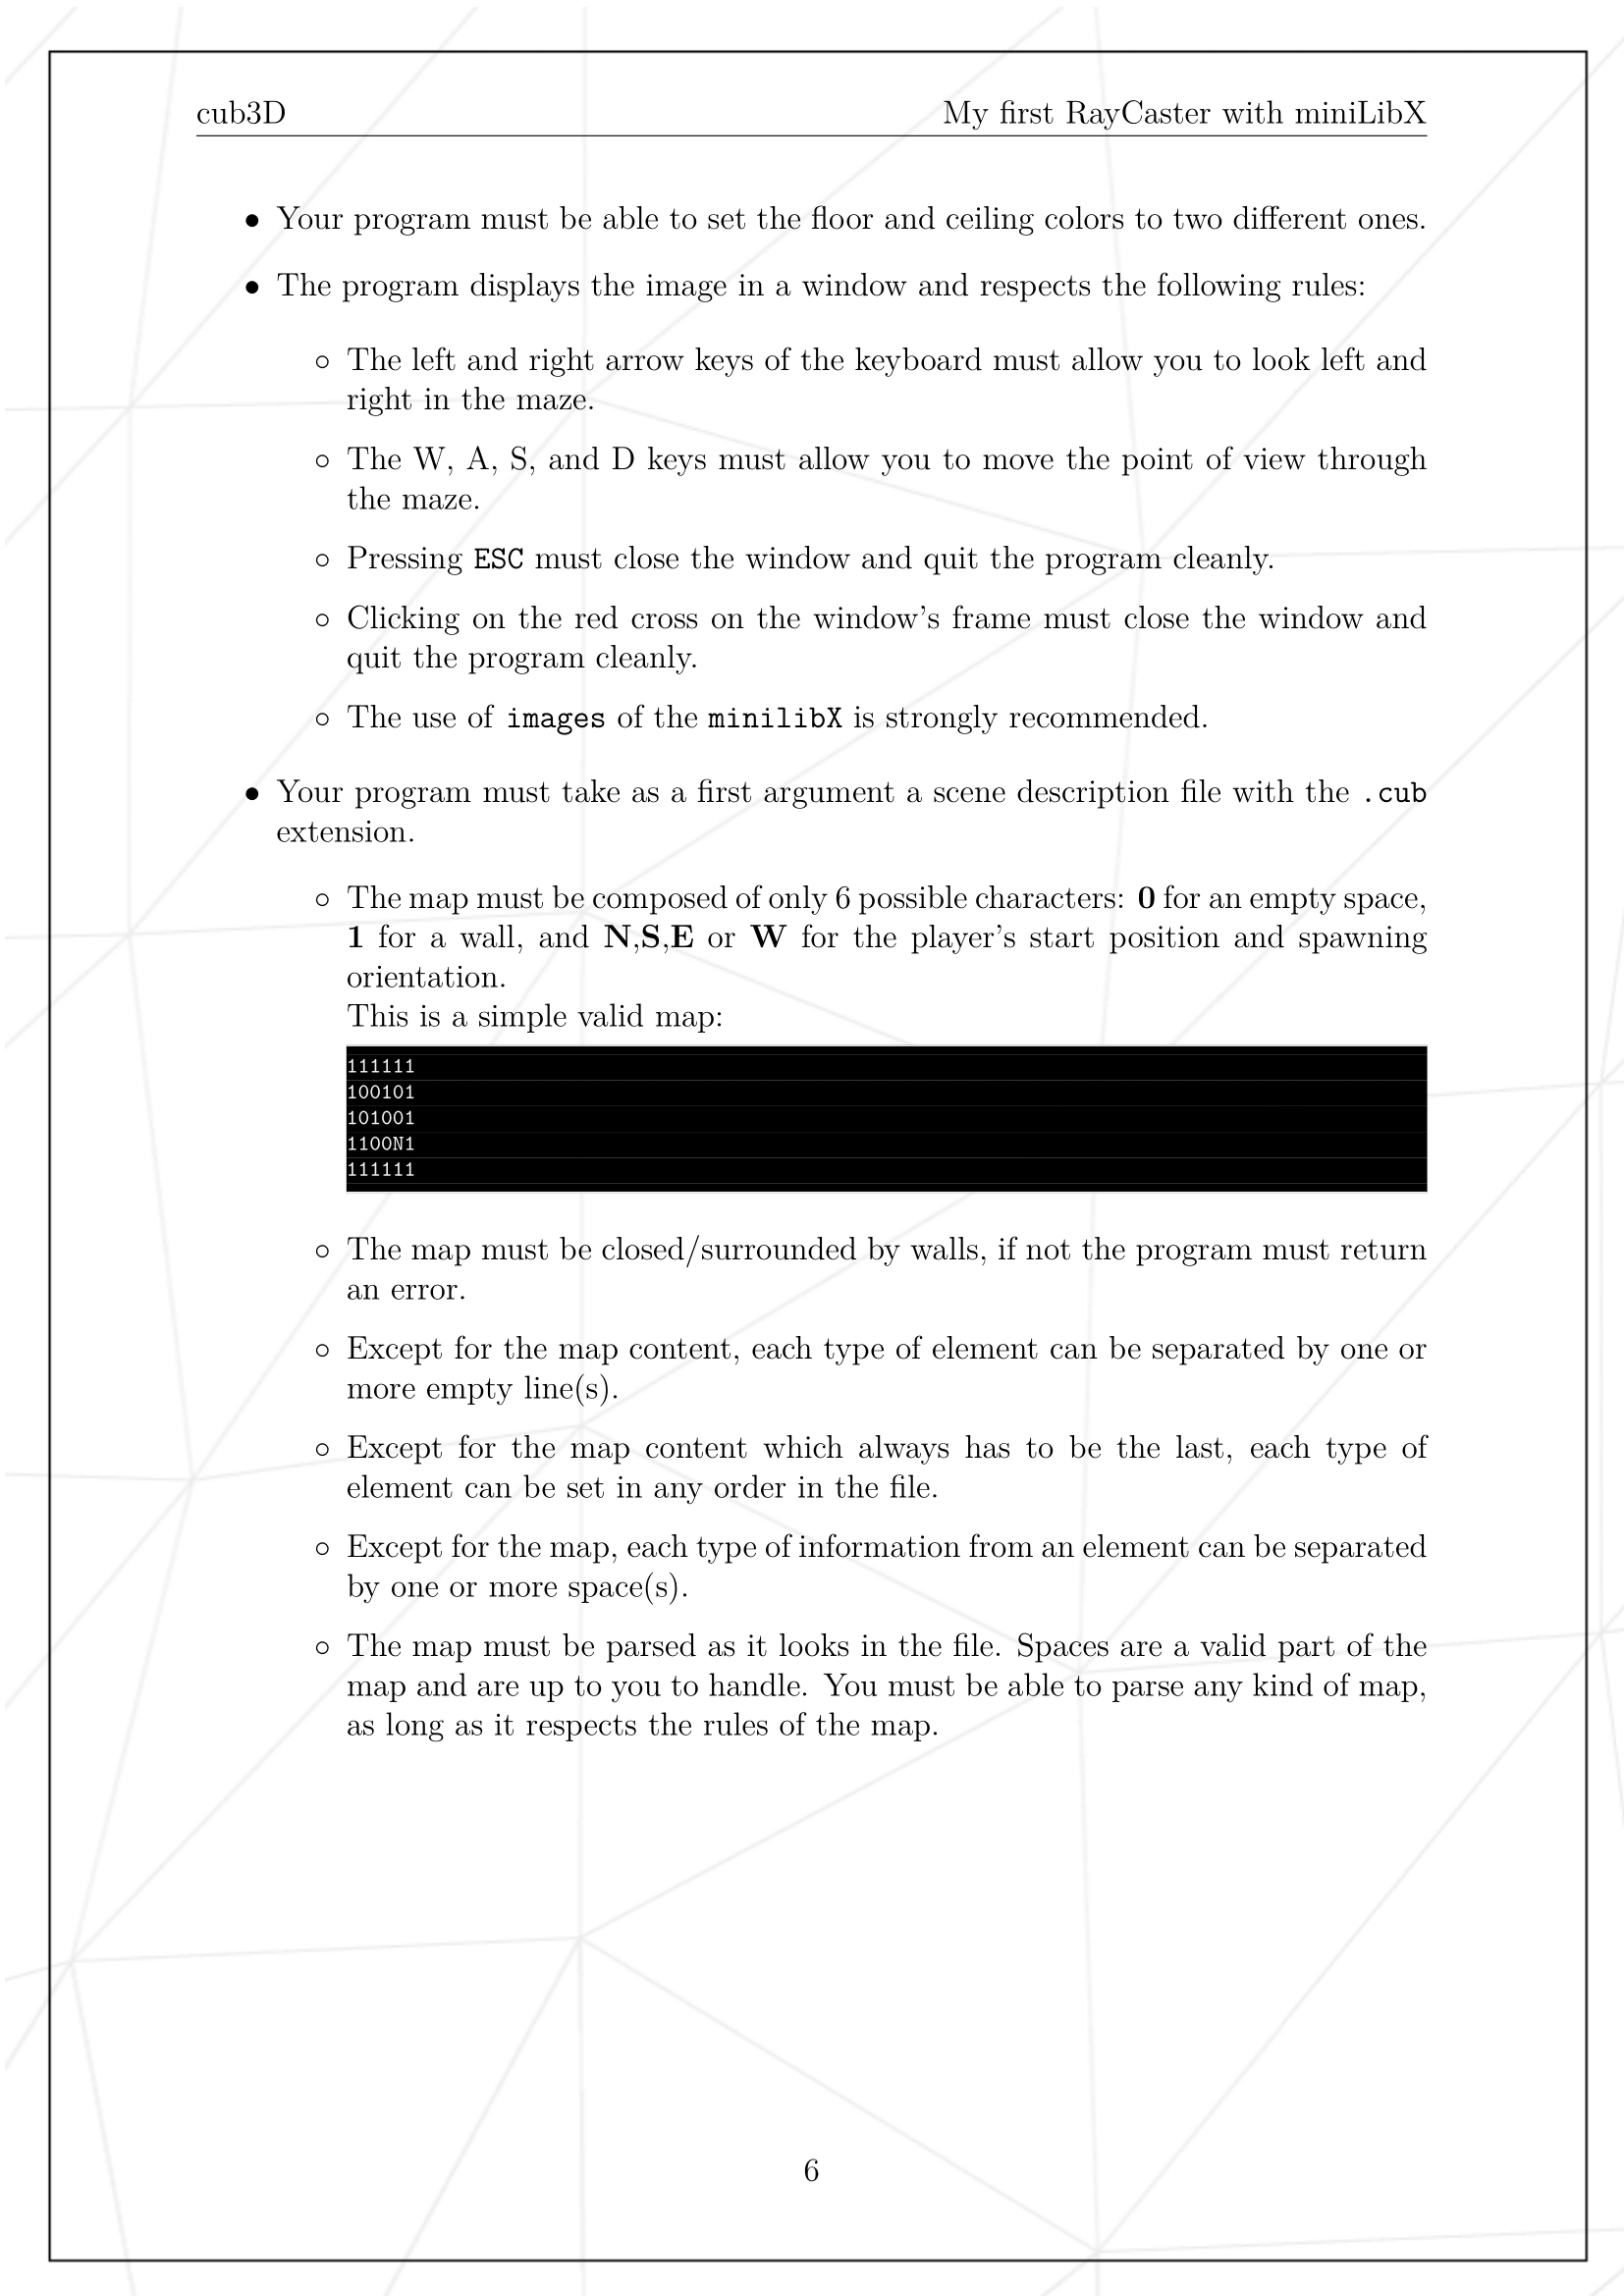 cub3D My first RayCaster with miniLibX
• Your program must be able to set the floor and ceiling colors to two different ones.
• The program displays the image in a window and respects the following rules:
◦ The left and right arrow keys of the keyboard must allow you to look left and
right in the maze.
◦ The W, A, S, and D keys must allow you to move the point of view through
the maze.
◦ Pressing ESC must close the window and quit the program cleanly.
◦ Clicking on the red cross on the window's frame must close the window and
quit the program cleanly.
◦ The use of images of the minilibX is strongly recommended.
• Your program must take as a first argument a scene description file with the .cub
extension.
◦ The map must be composed of only 6 possible characters: 0 for an empty space,
1 for a wall, and N,S,E or W for the player's start position and spawning
orientation.
This is a simple valid map:
111111
100101
101001
1100N1
111111
◦ The map must be closed/surrounded by walls, if not the program must return
an error.
◦ Except for the map content, each type of element can be separated by one or
more empty line(s).
◦ Except for the map content which always has to be the last, each type of
element can be set in any order in the file.
◦ Except for the map, each type of information from an element can be separated
by one or more space(s).
◦ The map must be parsed as it looks in the file. Spaces are a valid part of the
map and are up to you to handle. You must be able to parse any kind of map,
as long as it respects the rules of the map.
6